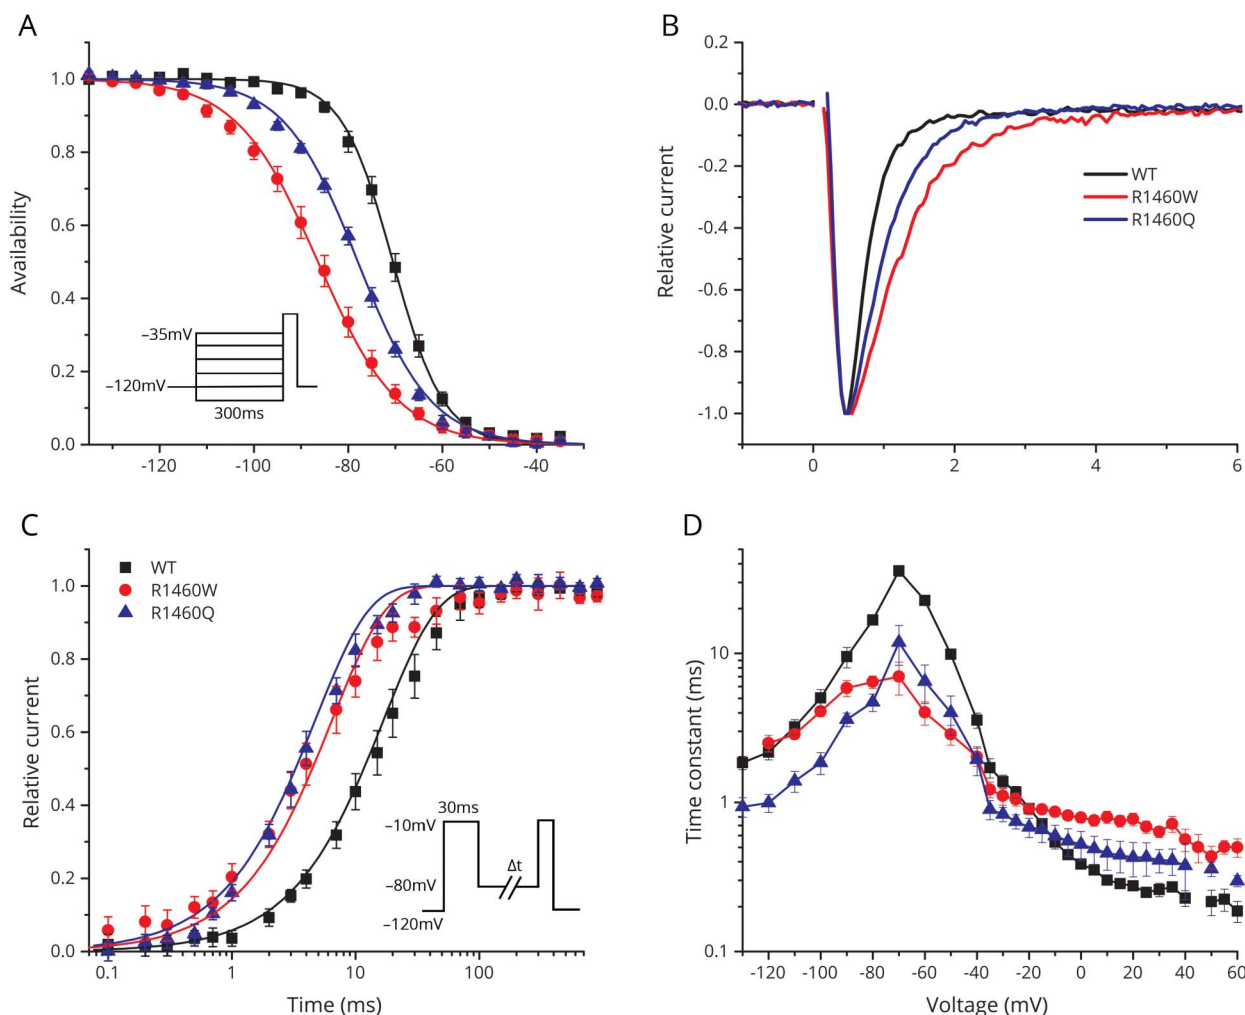 A
Availability
1.0
0.8
0.6
0.4
0.2
0.0
-120 -100 -80 -60 -40
–35mV
–120mV
300ms
B
Relative current
0.2
0.0
-0.2
-0.4
-0.6
-0.8
-1.0
0 2 4 6
WT
R1460W
R1460Q
C
WT
R1460W
R1460Q
Relative current
1.0
0.8
0.6
0.4
0.2
0.0
0.1 1 10 100
Time (ms)
30ms
–10mV
Δt
–80mV
–120mV
D
Time constant (ms)
10
1
0.1
-120 -100 -80 -60 -40 -20 0 20 40 60
Voltage (mV)